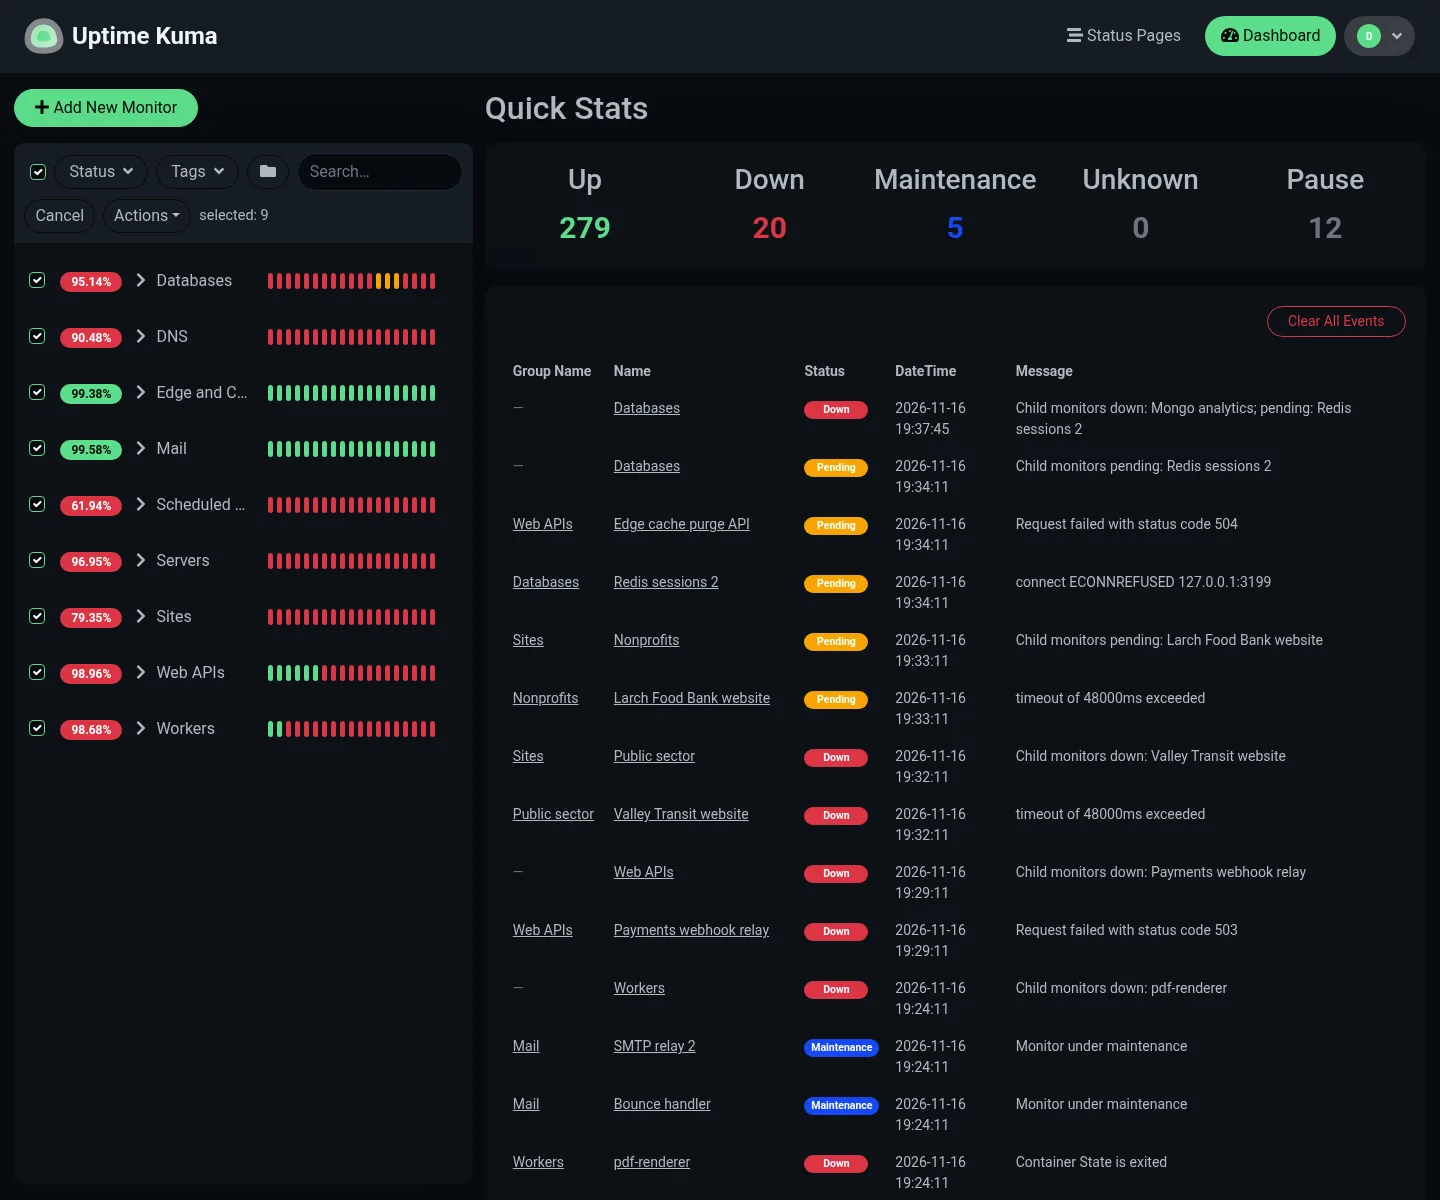 Uptime Kuma
Status Pages
Dashboard
D
Add New Monitor
Status
Tags
Search...
Cancel
Actions
selected: 9
95.14% Databases
90.48% DNS
99.38% Edge and C...
99.58% Mail
61.94% Scheduled ...
96.95% Servers
79.35% Sites
98.96% Web APIs
98.68% Workers
Quick Stats
Up Down Maintenance Unknown Pause
279 20 5 0 12
Clear All Events
Group Name Name Status DateTime Message
— Databases Down 2026-11-16 Child monitors down: Mongo analytics; pending: Redis
19:37:45 sessions 2
— Databases Pending 2026-11-16 Child monitors pending: Redis sessions 2
19:34:11
Web APIs Edge cache purge API Pending 2026-11-16 Request failed with status code 504
19:34:11
Databases Redis sessions 2 Pending 2026-11-16 connect ECONNREFUSED 127.0.0.1:3199
19:34:11
Sites Nonprofits Pending 2026-11-16 Child monitors pending: Larch Food Bank website
19:33:11
Nonprofits Larch Food Bank website Pending 2026-11-16 timeout of 48000ms exceeded
19:33:11
Sites Public sector Down 2026-11-16 Child monitors down: Valley Transit website
19:32:11
Public sector Valley Transit website Down 2026-11-16 timeout of 48000ms exceeded
19:32:11
— Web APIs Down 2026-11-16 Child monitors down: Payments webhook relay
19:29:11
Web APIs Payments webhook relay Down 2026-11-16 Request failed with status code 503
19:29:11
— Workers Down 2026-11-16 Child monitors down: pdf-renderer
19:24:11
Mail SMTP relay 2 Maintenance 2026-11-16 Monitor under maintenance
19:24:11
Mail Bounce handler Maintenance 2026-11-16 Monitor under maintenance
19:24:11
Workers pdf-renderer Down 2026-11-16 Container State is exited
19:24:11